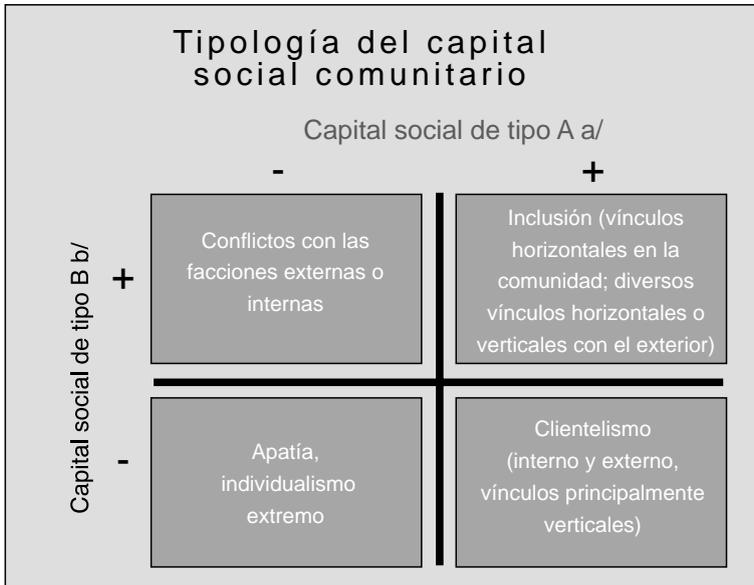 Tipología del capital
social comunitario
Capital social de tipo A a/
- +
Capital social de tipo B b/
+
Conflictos con las
facciones externas o
internas
Inclusión (vínculos
horizontales en la
comunidad; diversos
vínculos horizontales o
verticales con el exterior)
-
Apatía,
individualismo
extremo
Clientelismo
(interno y externo,
vínculos principalmente
verticales)